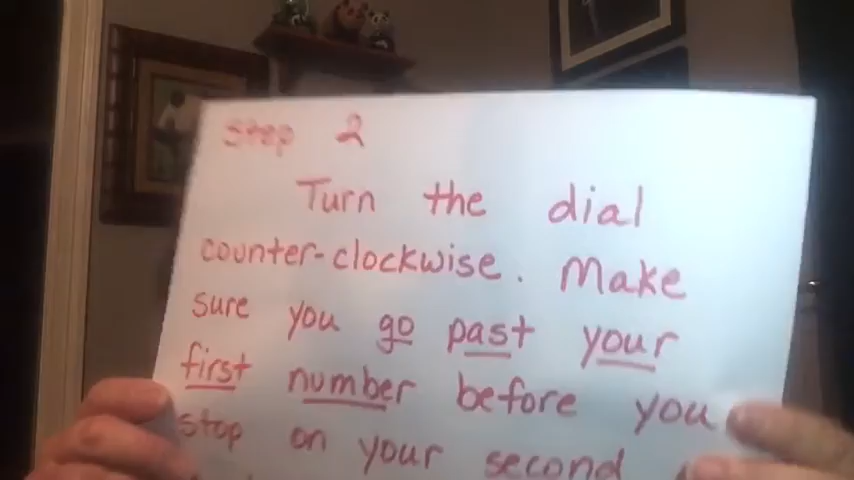 Step 2
Turn the dial
counter-clockwise. Make
sure you go past your
first number before you
stop on your second